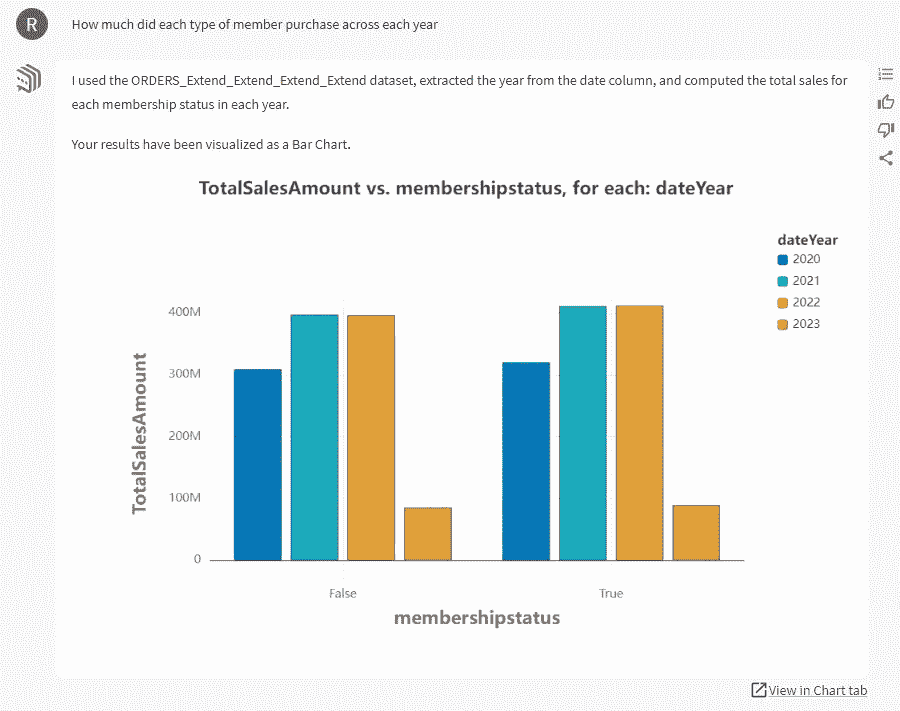 R
How much did each type of member purchase across each year
I used the ORDERS_Extend_Extend_Extend_Extend dataset, extracted the year from the date column, and computed the total sales for
each membership status in each year.
Your results have been visualized as a Bar Chart.
TotalSalesAmount vs. membershipstatus, for each: dateYear
dateYear
2020
2021
2022
2023
TotalSalesAmount
400M
300M
200M
100M
0
False
True
membershipstatus
View in Chart tab